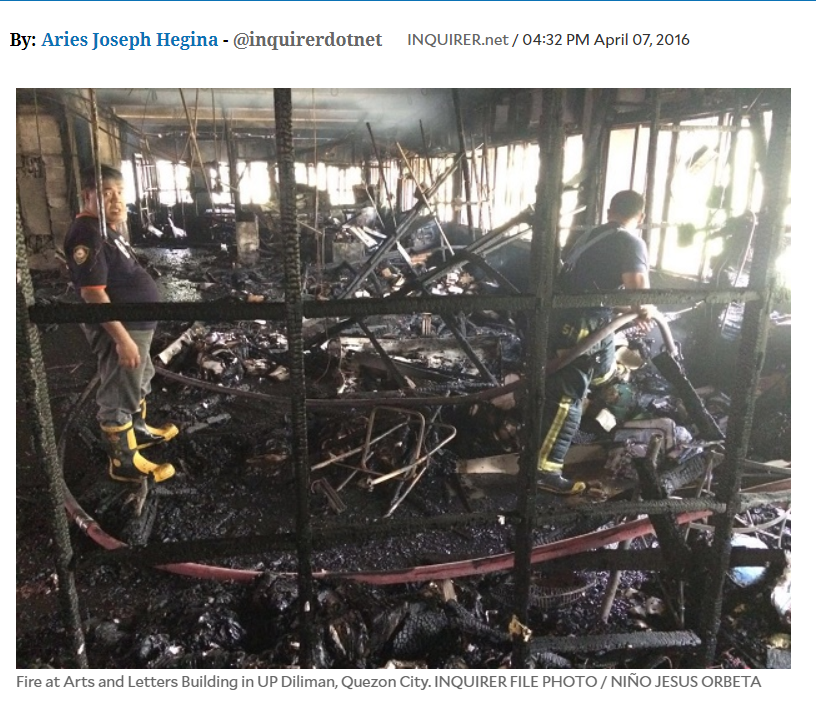 By: Aries Joseph Hegina - @inquirerdotnet INQUIRER.net / 04:32 PM April 07, 2016
Fire at Arts and Letters Building in UP Diliman, Quezon City. INQUIRER FILE PHOTO / NIÑO JESUS ORBETA